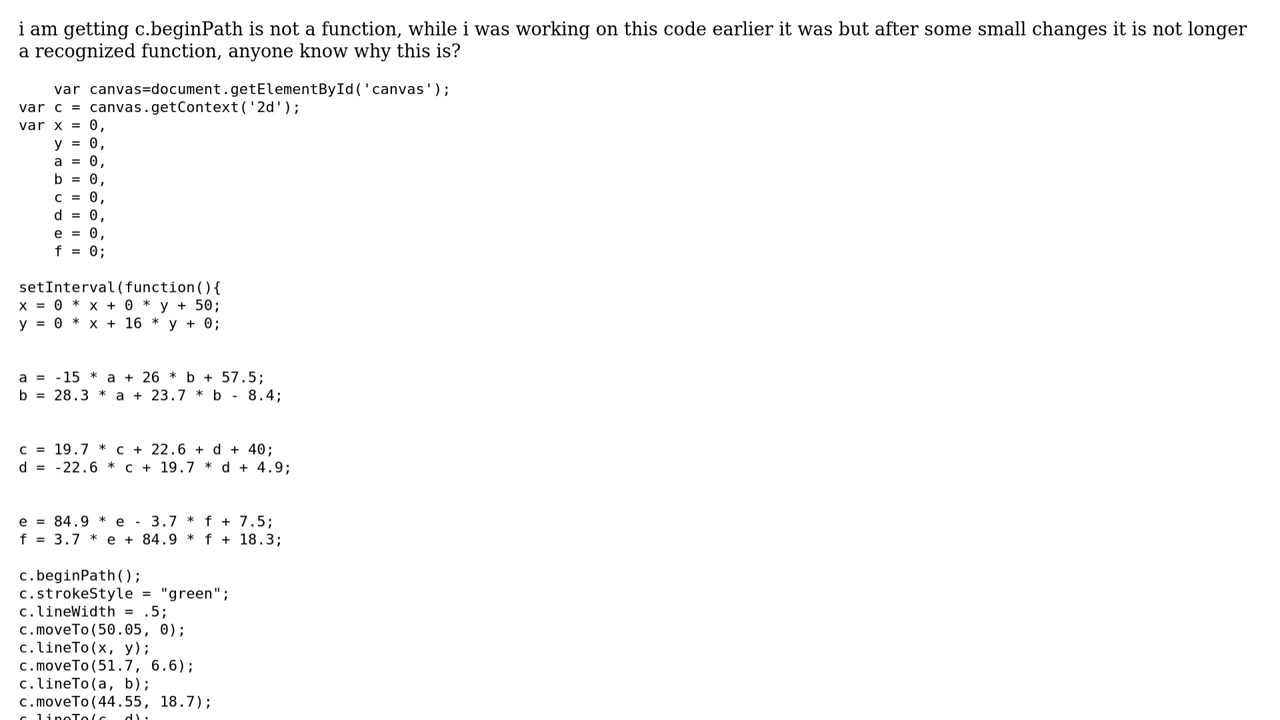 i am getting c.beginPath is not a function, while i was working on this code earlier it was but after some small changes it is not longer
a recognized function, anyone know why this is?
var canvas=document.getElementById('canvas');
var c = canvas.getContext('2d');
var x = 0,
y = 0,
a = 0,
b = 0,
c = 0,
d = 0,
e = 0,
f = 0;
setInterval(function(){
x = 0 * x + 0 * y + 50;
y = 0 * x + 16 * y + 0;
a = -15 * a + 26 * b + 57.5;
b = 28.3 * a + 23.7 * b - 8.4;
c = 19.7 * c + 22.6 + d + 40;
d = -22.6 * c + 19.7 * d + 4.9;
e = 84.9 * e - 3.7 * f + 7.5;
f = 3.7 * e + 84.9 * f + 18.3;
c.beginPath();
c.strokeStyle = "green";
c.lineWidth = .5;
c.moveTo(50.05, 0);
c.lineTo(x, y);
c.moveTo(51.7, 6.6);
c.lineTo(a, b);
c.moveTo(44.55, 18.7);
c.lineTo(c, d);